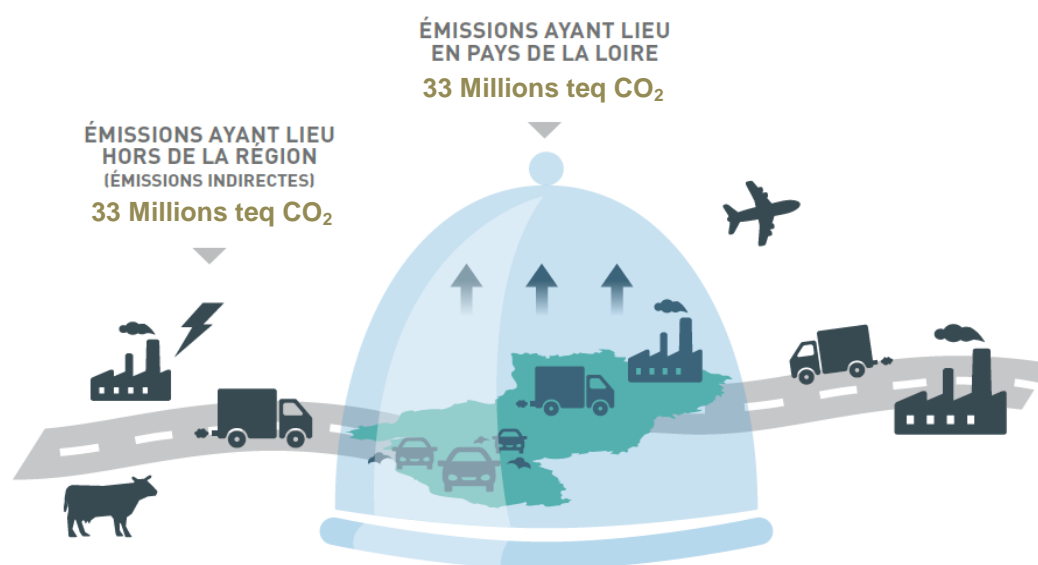 ÉMISSIONS AYANT LIEU
EN PAYS DE LA LOIRE
33 Millions teq CO₂
ÉMISSIONS AYANT LIEU
HORS DE LA RÉGION
(ÉMISSIONS INDIRECTES)
33 Millions teq CO₂